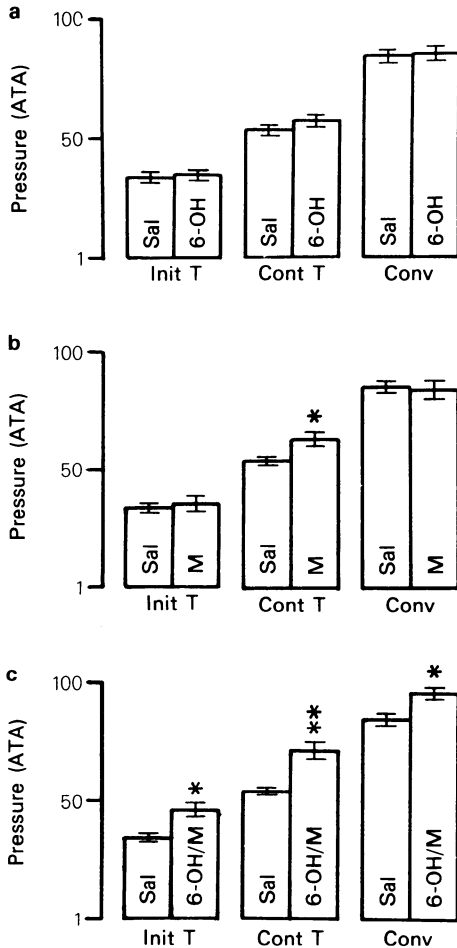 a
100
Pressure (ATA)
50
1
Sal
6-OH
Sal
6-OH
Sal
6-OH
Init T
Cont T
Conv
b
100
Pressure (ATA)
50
1
*
Sal
M
Sal
M
Sal
M
Init T
Cont T
Conv
c
100
Pressure (ATA)
50
1
*
**
*
Sal
6-OH/M
Sal
6-OH/M
Sal
6-OH/M
Init T
Cont T
Conv